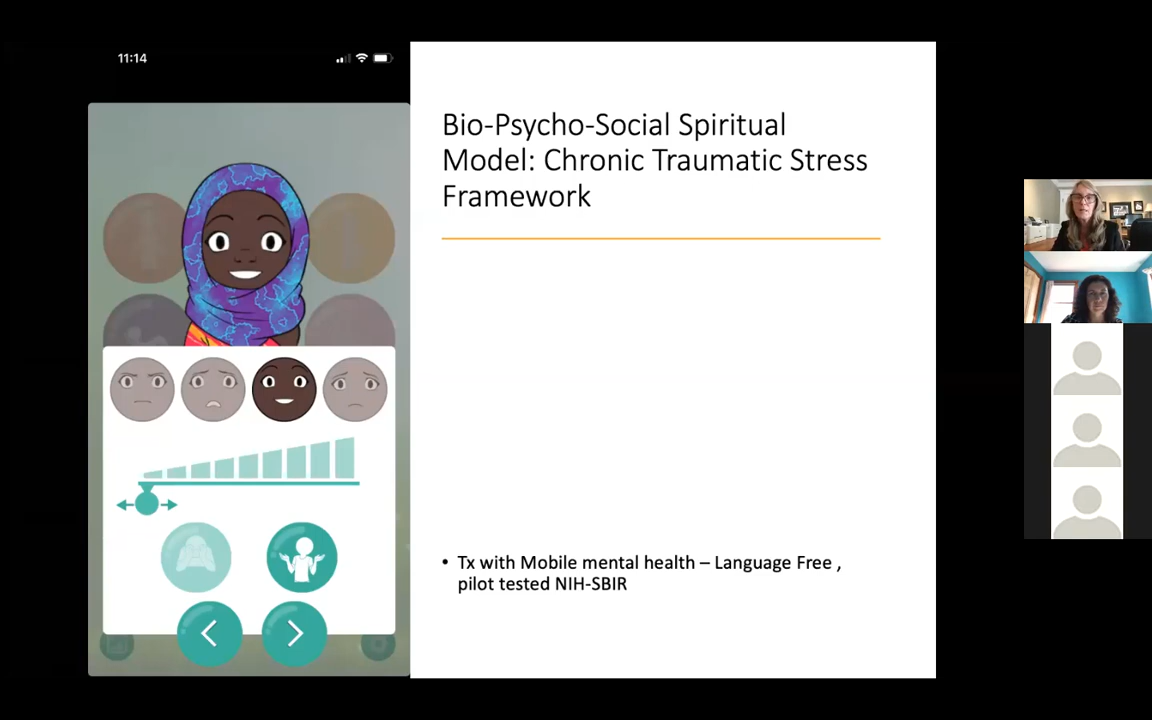 11:14
Bio-Psycho-Social Spiritual
Model: Chronic Traumatic Stress
Framework
• Tx with Mobile mental health – Language Free ,
pilot tested NIH-SBIR